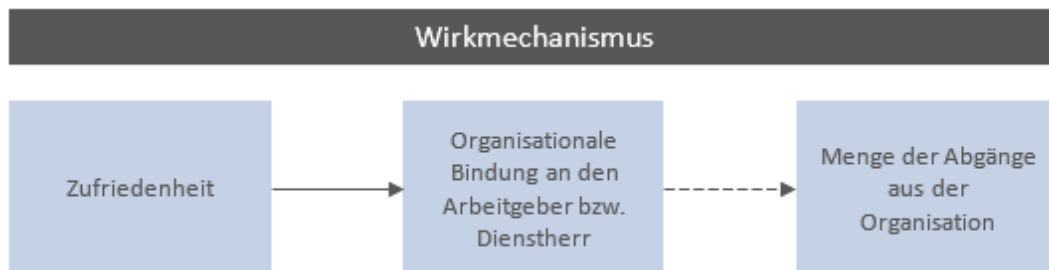 Wirkmechanismus
Zufriedenheit
Organisationale
Bindung an den
Arbeitgeber bzw.
Dienstherr
Menge der Abgänge
aus der
Organisation